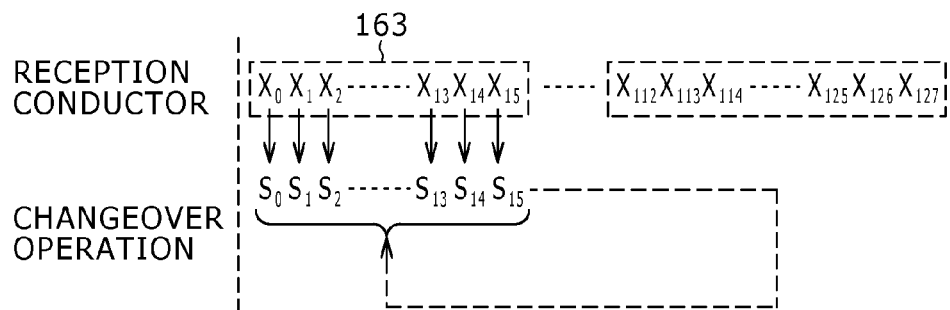 163
RECEPTION CONDUCTOR X₀ X₁ X₂ ------ X₁₃ X₁₄ X₁₅ ------ X₁₁₂ X₁₁₃ X₁₁₄ ------ X₁₂₅ X₁₂₆ X₁₂₇
CHANGEOVER OPERATION S₀ S₁ S₂ ------ S₁₃ S₁₄ S₁₅